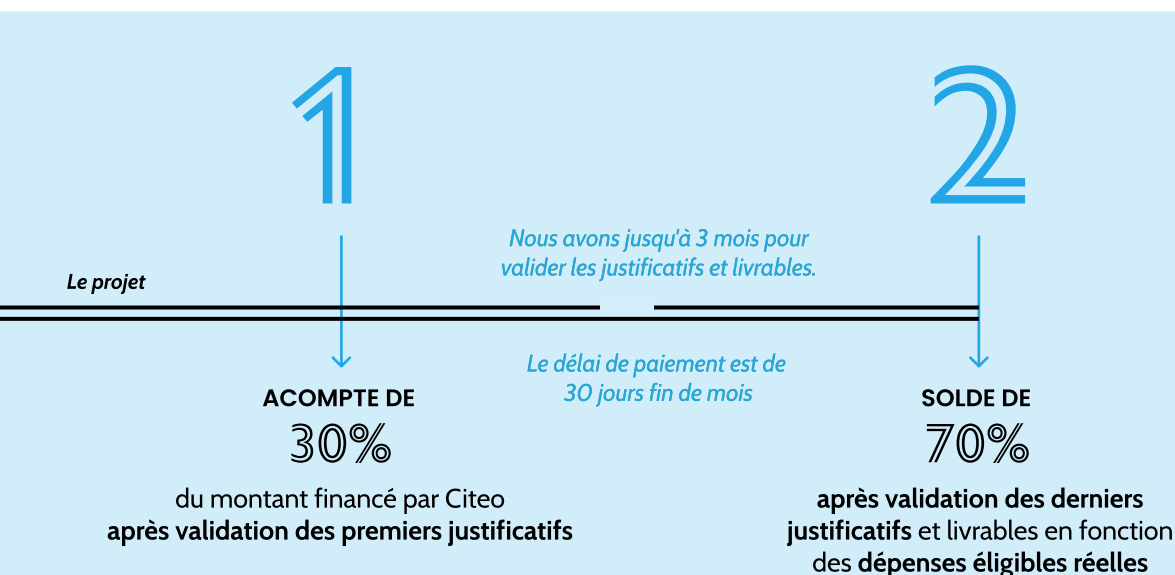 1
2
Nous avons jusqu'à 3 mois pour
valider les justificatifs et livrables.
Le projet
Le délai de paiement est de
30 jours fin de mois
ACOMPTE DE
30%
du montant financé par Citeo
après validation des premiers justificatifs
SOLDE DE
70%
après validation des derniers
justificatifs et livrables en fonction
des dépenses éligibles réelles